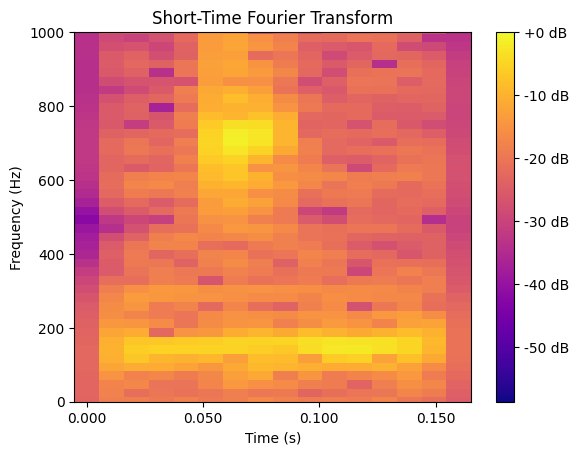 Short-Time Fourier Transform
1000
800
600
400
200
0
Frequency (Hz)
0.000
0.050
0.100
0.150
Time (s)
+0 dB
-10 dB
-20 dB
-30 dB
-40 dB
-50 dB